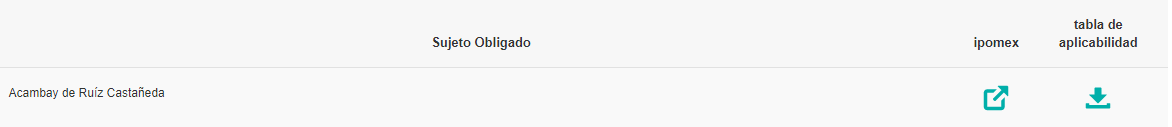 Sujeto Obligado
ipomex
tabla de
aplicabilidad
Acambay de Ruíz Castañeda